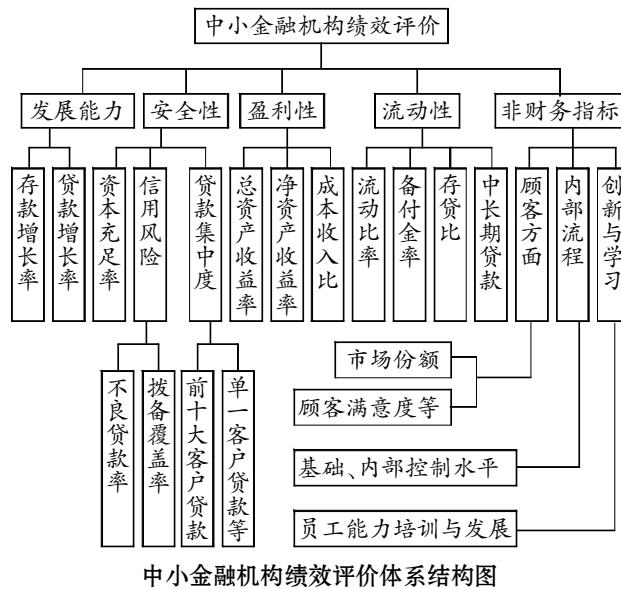 中小金融机构绩效评价
发展能力
安全性
盈利性
流动性
非财务指标
存款增长率
贷款增长率
资本充足率
信用风险
贷款集中度
总资产收益率
净资产收益率
成本收入比
流动比率
备付金率
存贷比
中长期贷款
顾客方面
内部流程
创新与学习
不良贷款率
拨备覆盖率
前十大客户贷款
单一客户贷款等
市场份额
顾客满意度等
基础、内部控制水平
员工能力培训与发展
中小金融机构绩效评价体系结构图